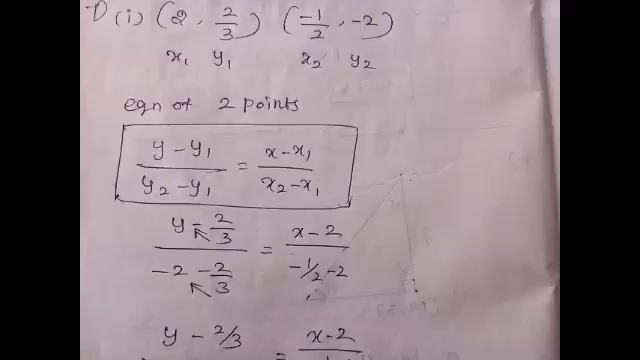 (i) (2, 2/3) (-1/2, -2)
x₁ y₁ x₂ y₂
eqn of 2 points
y-y₁/y₂-y₁ = x-x₁/x₂-x₁
y-2/3/-2-2/3 = x-2/-1/2-2
y-2/3 = x-2